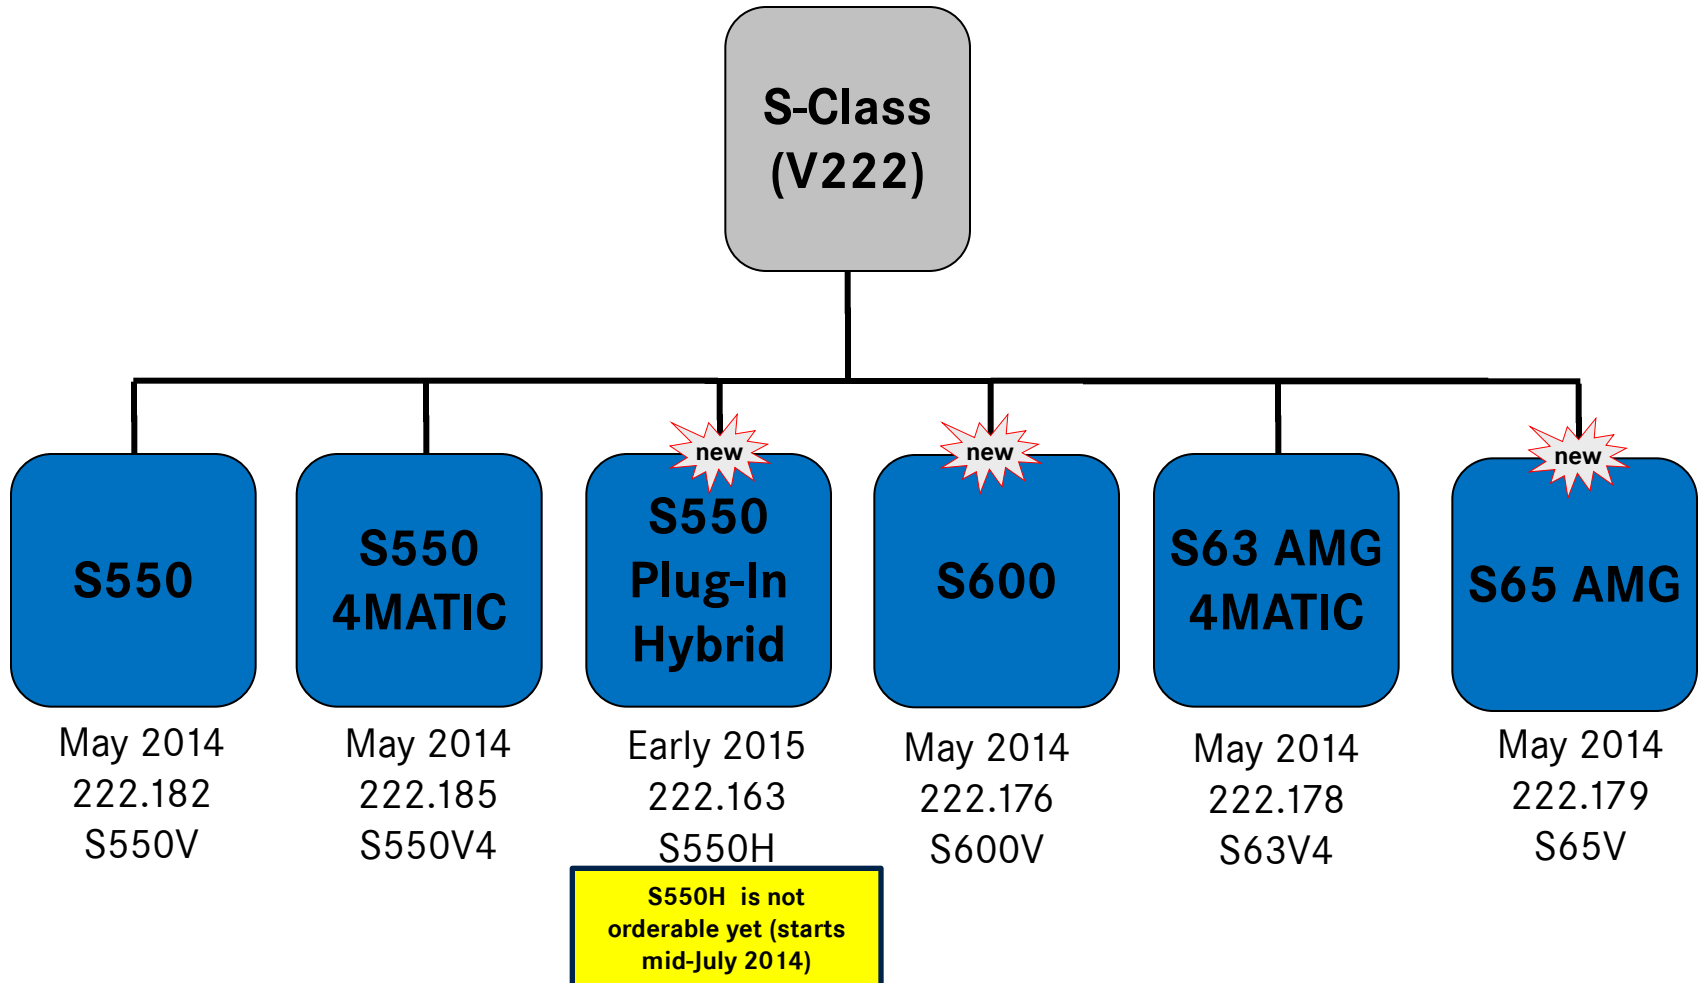 S-Class
(V222)
new
new
new
S550
S550
4MATIC
S550
Plug-In
Hybrid
S600
S63 AMG
4MATIC
S65 AMG
May 2014
222.182
S550V
May 2014
222.185
S550V4
Early 2015
222.163
S550H
May 2014
222.176
S600V
May 2014
222.178
S63V4
May 2014
222.179
S65V
S550H is not
orderable yet (starts
mid-July 2014)